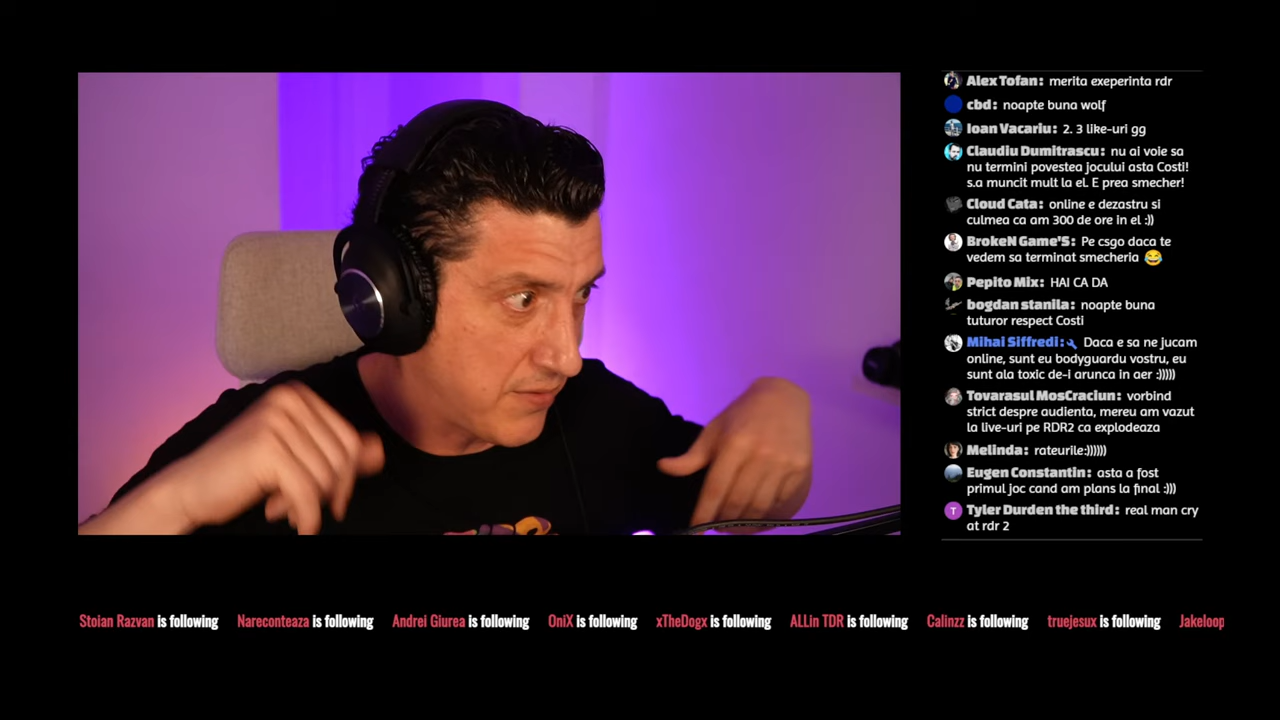 Alex Tofan: merita exeperinta rdr
cbd: noapte buna wolf
Ioan Vacariu: 2. 3 like-uri gg
Claudiu Dumitrascu: nu ai voie sa
nu termini povestea jocului asta Costi!
s.a muncit mult la el. E prea smecher!
Cloud Cata: online e dezastru si
culmea ca am 300 de ore in el :))
BrokeN Game'S: Pe csgo daca te
vedem sa terminat smecheria 😂
Pepito Mix: HAI CA DA
bogdan stanila: noapte buna
tuturor respect Costi
Mihai Siffredi: Daca e sa ne jucam
online, sunt eu bodyguardu vostru, eu
sunt ala toxic de-i arunca in aer :)))))
Tovarasul MosCraciun: vorbind
strict despre audienta, mereu am vazut
la live-uri pe RDR2 ca explodeaza
Melinda: rateurile:))))))
Eugen Constantin: asta a fost
primul joc cand am plans la final :)))
T Tyler Durden the third: real man cry
at rdr 2
Stoian Razvan is following Nareconteaza is following Andrei Giurea is following OniX is following xTheDogx is following ALLin TDR is following Calinzz is following truejesux is following Jakeloop